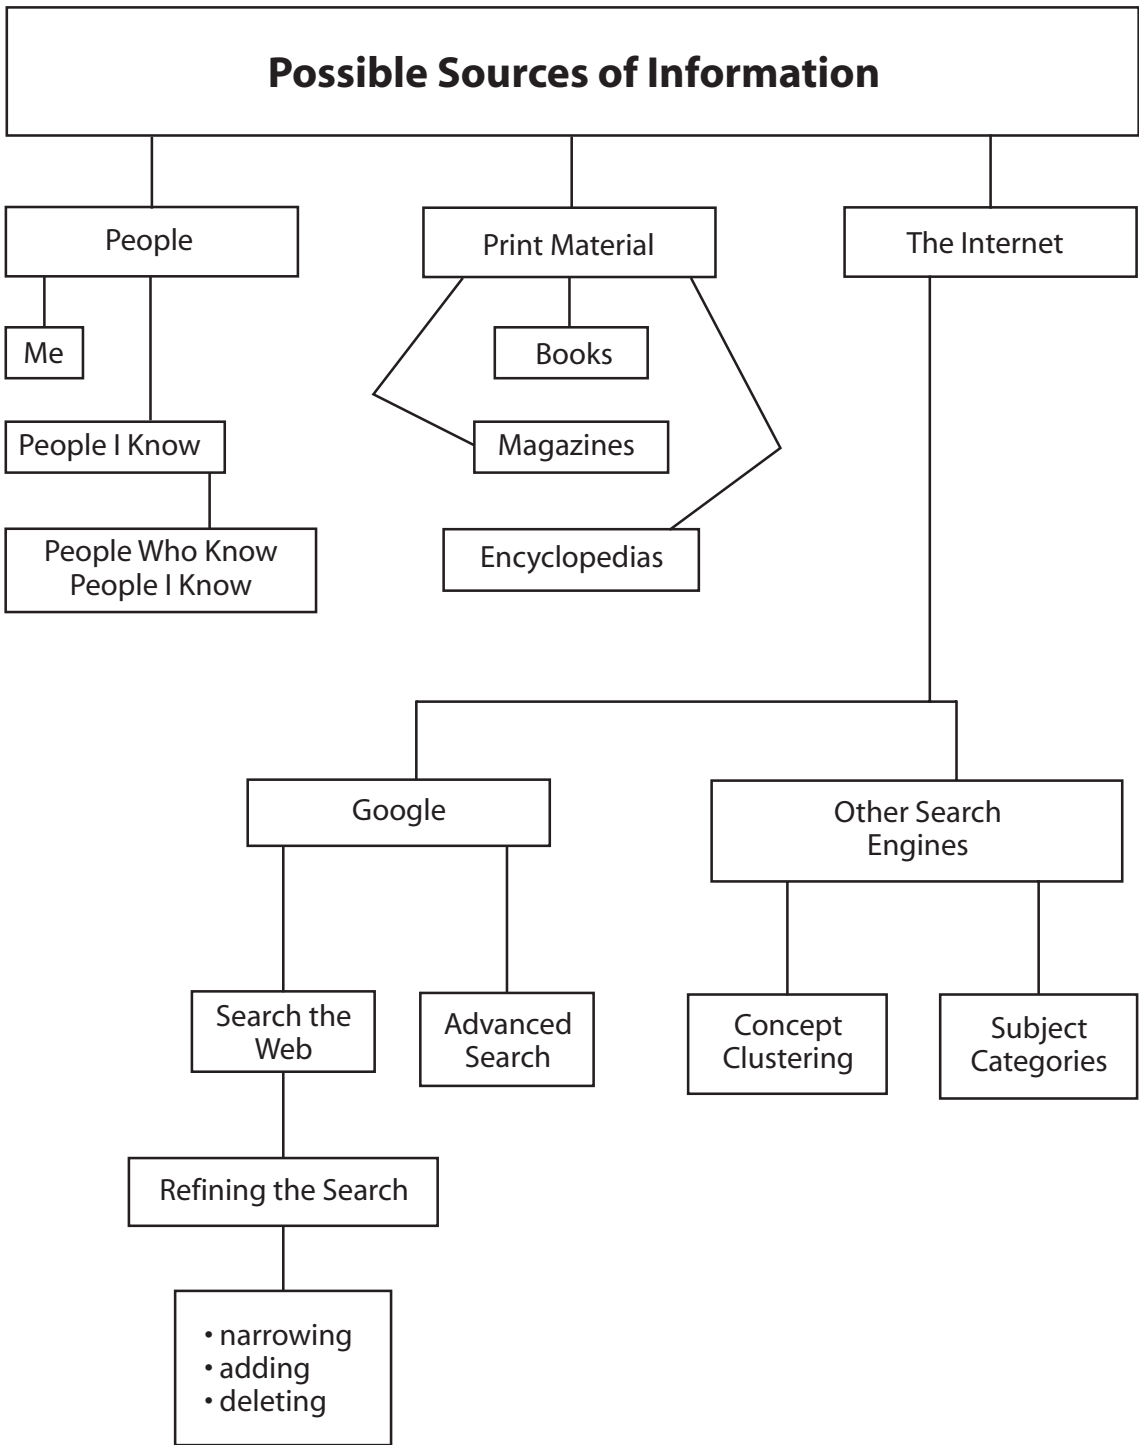 Possible Sources of Information
People
Print Material
The Internet
Me
Books
People I Know
Magazines
People Who Know
People I Know
Encyclopedias
Google
Other Search
Engines
Search the
Web
Advanced
Search
Concept
Clustering
Subject
Categories
Refining the Search
• narrowing
• adding
• deleting